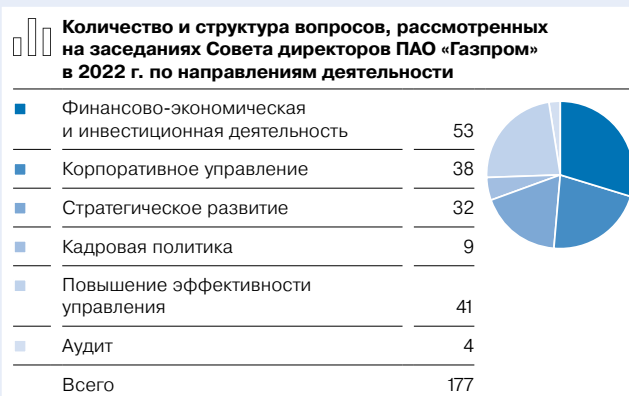 Количество и структура вопросов, рассмотренных
на заседаниях Совета директоров ПАО «Газпром»
в 2022 г. по направлениям деятельности
Финансово-экономическая
и инвестиционная деятельность 53
Корпоративное управление 38
Стратегическое развитие 32
Кадровая политика 9
Повышение эффективности
управления 41
Аудит 4
Всего 177